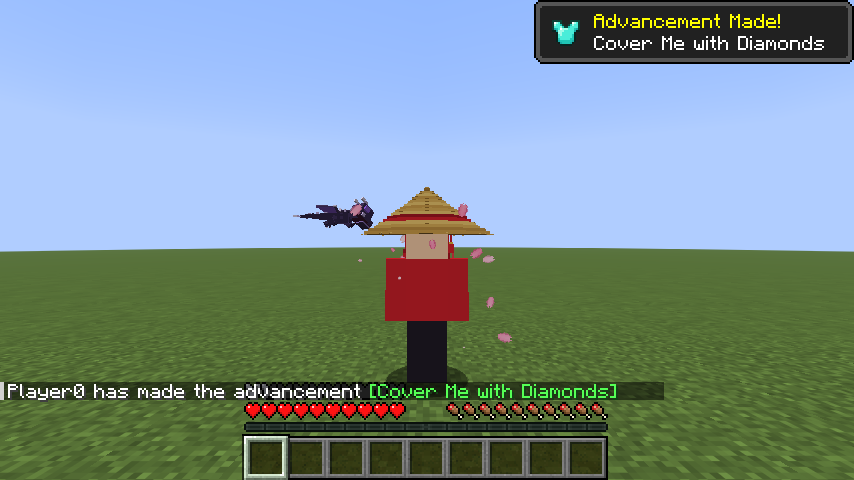 Advancement Made!
Cover Me with Diamonds
Player0 has made the advancement [Cover Me with Diamonds]